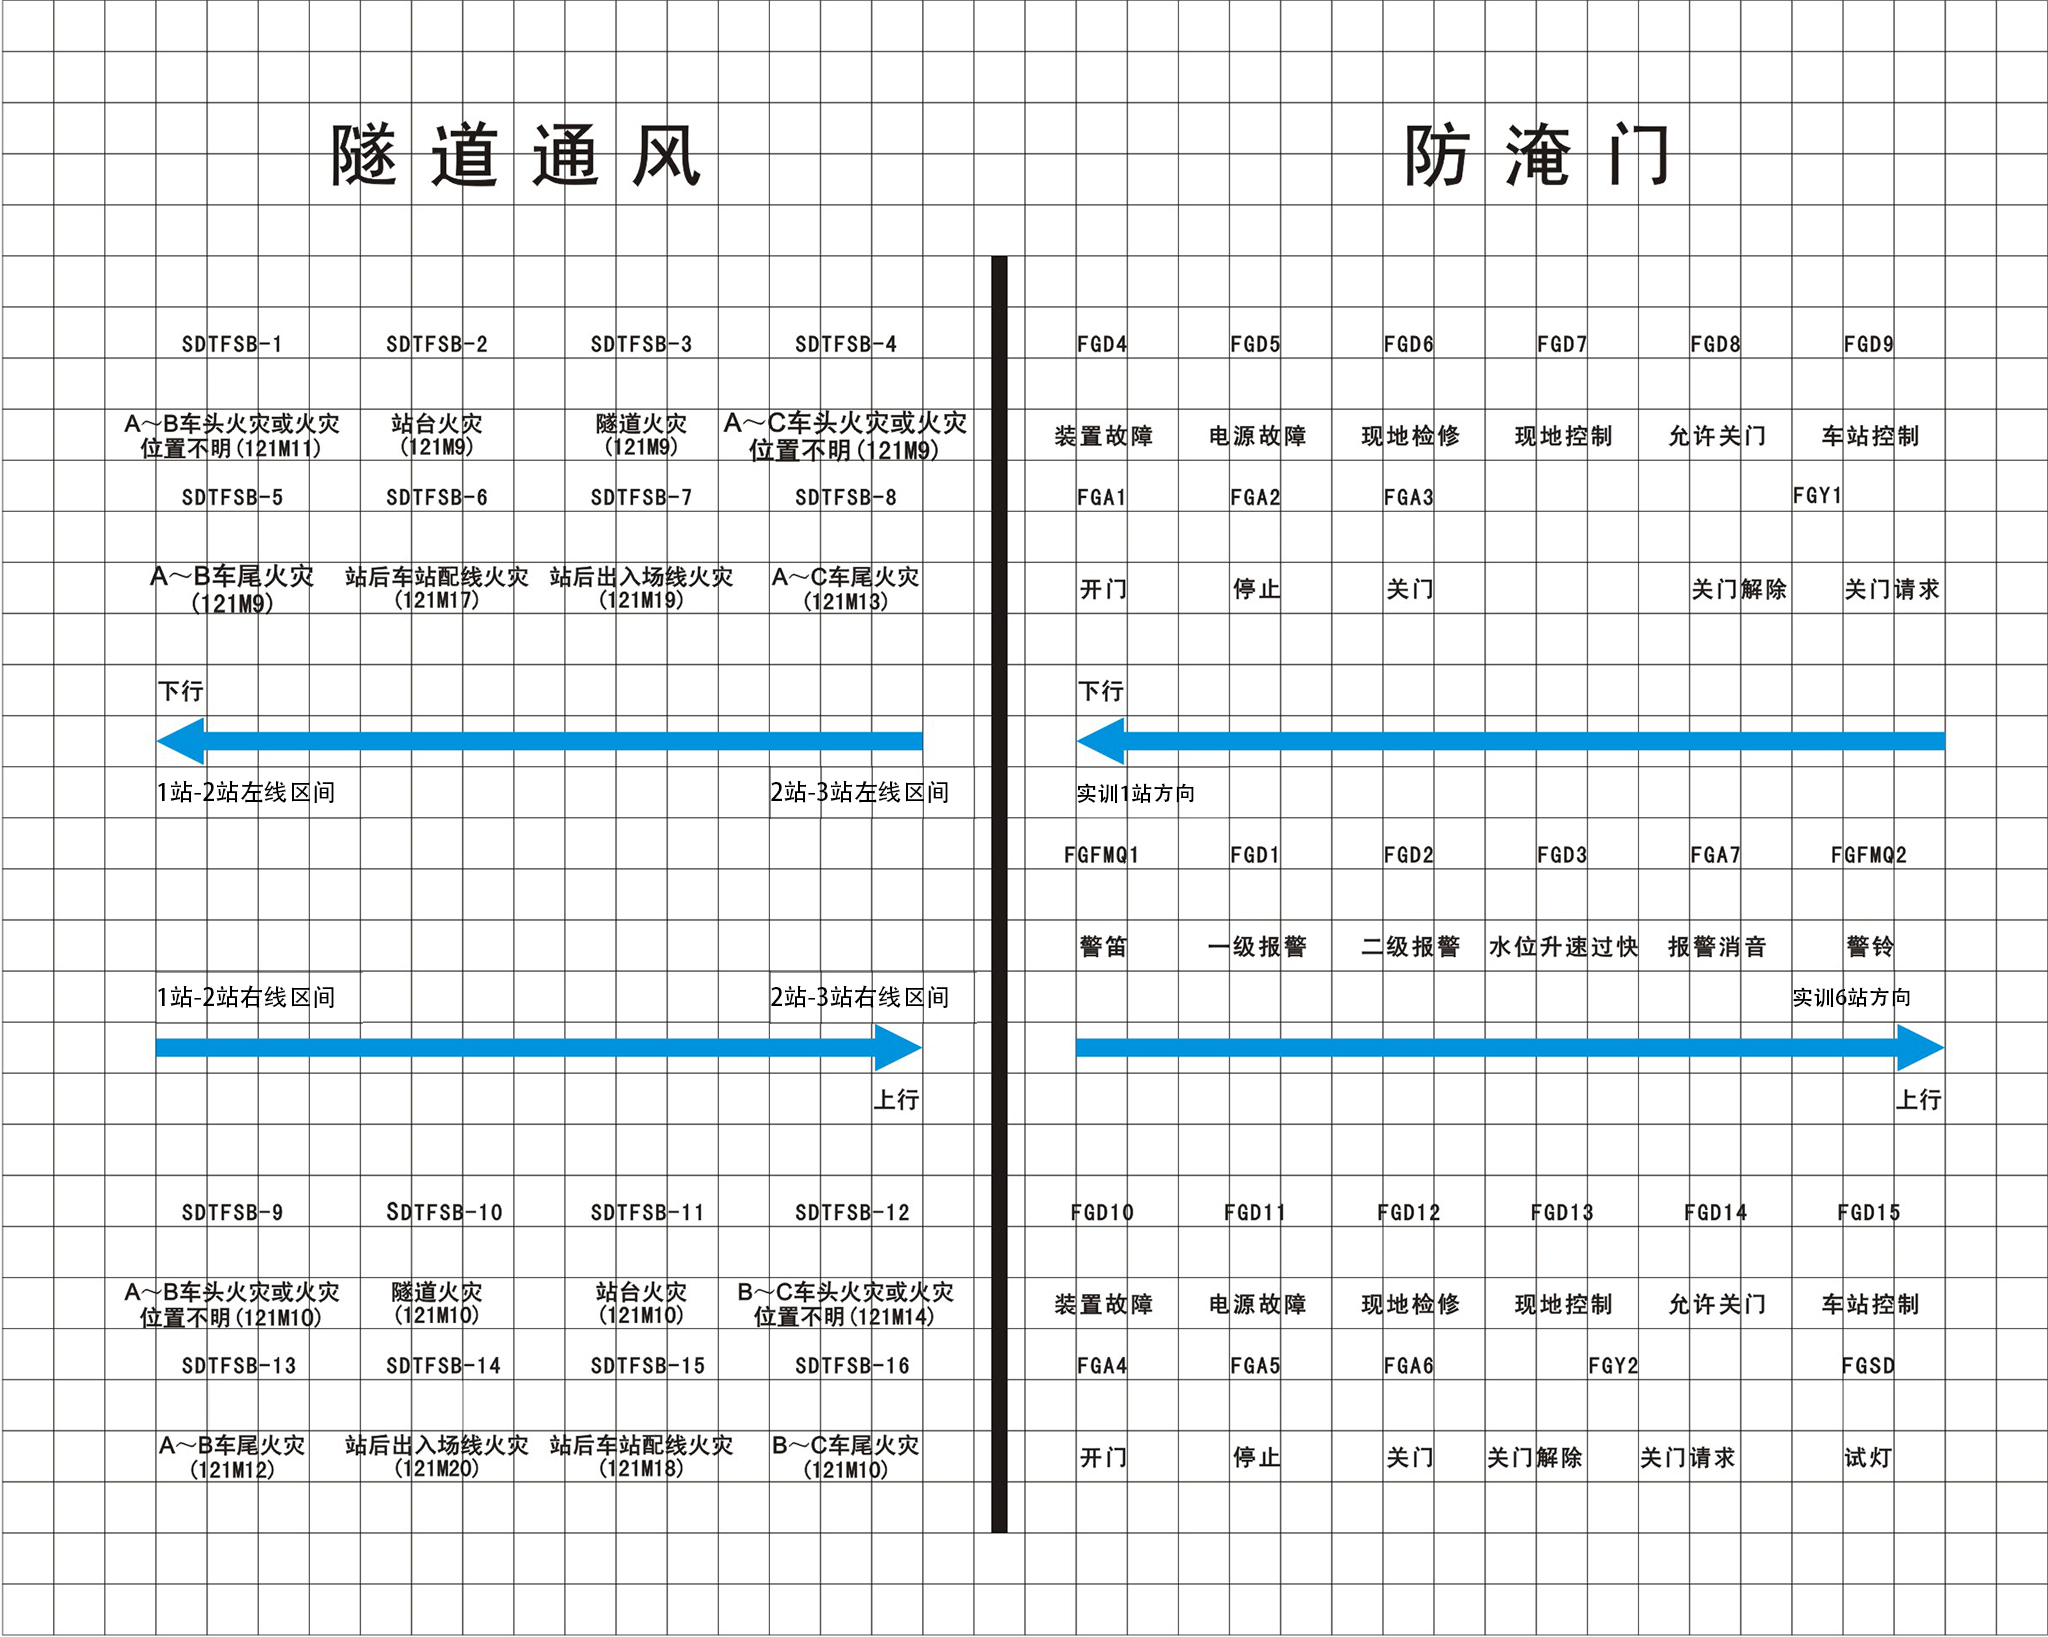 隧道通风
SDTFSB-1 SDTFSB-2 SDTFSB-3 SDTFSB-4
A～B车头火灾或火灾 站台火灾 隧道火灾 A～C车头火灾或火灾
位置不明(121M11) (121M9) (121M9) 位置不明(121M9)
SDTFSB-5 SDTFSB-6 SDTFSB-7 SDTFSB-8
A～B车尾火灾 站后车站配线火灾 站后出入场线火灾 A～C车尾火灾
(121M9) (121M17) (121M19) (121M13)
下行
1站-2站左线区间 2站-3站左线区间
1站-2站右线区间 2站-3站右线区间
上行
SDTFSB-9 SDTFSB-10 SDTFSB-11 SDTFSB-12
A～B车头火灾或火灾 隧道火灾 站台火灾 B～C车头火灾或火灾
位置不明(121M10) (121M10) (121M10) 位置不明(121M14)
SDTFSB-13 SDTFSB-14 SDTFSB-15 SDTFSB-16
A～B车尾火灾 站后出入场线火灾 站后车站配线火灾 B～C车尾火灾
(121M12) (121M20) (121M18) (121M10)
防淹门
FGD4 FGD5 FGD6 FGD7 FGD8 FGD9
装置故障 电源故障 现地检修 现地控制 允许关门 车站控制
FGA1 FGA2 FGA3 FGY1
开门 停止 关门 关门解除 关门请求
下行
实训1站方向
FGFMQ1 FGD1 FGD2 FGD3 FGA7 FGFMQ2
警笛 一级报警 二级报警 水位升速过快 报警消音 警铃
实训6站方向
上行
FGD10 FGD11 FGD12 FGD13 FGD14 FGD15
装置故障 电源故障 现地检修 现地控制 允许关门 车站控制
FGA4 FGA5 FGA6 FGY2 FGSD
开门 停止 关门 关门解除 关门请求 试灯